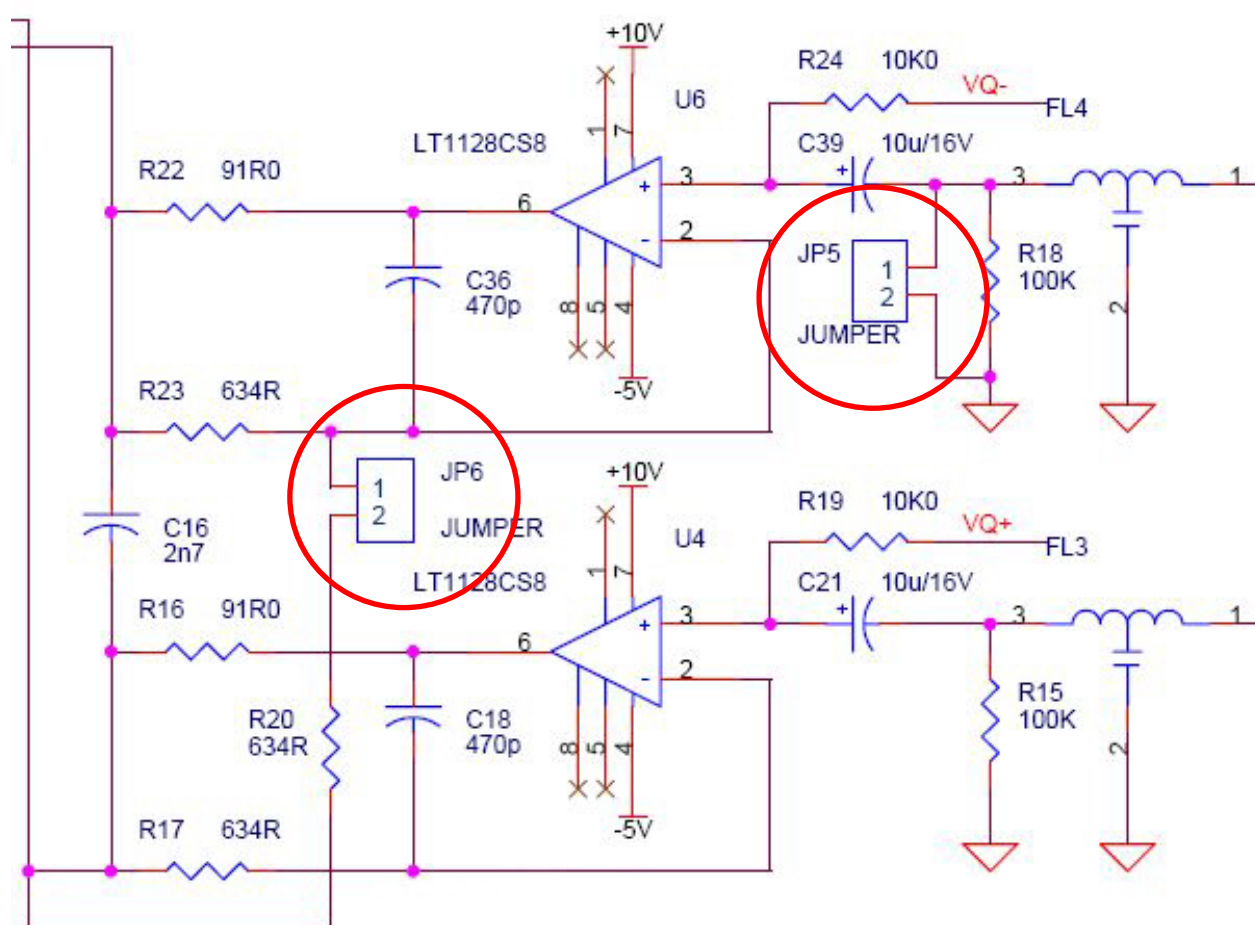 +10V
R24 10K0
VQ-
FL4
U6
1
7
LT1128CS8
C39 10u/16V
R22 91R0
+
3
+
3
1
6
-
2
JP5
1
2
R18
100K
C36
470p
8
5
4
2
JUMPER
-5V
R23 634R
+10V
JP6
1
2
R19 10K0
VQ+
FL3
JUMPER
U4
C16
2n7
1
7
LT1128CS8
C21 10u/16V
R16 91R0
+
3
+
3
1
6
-
2
R20
634R
C18
470p
R15
100K
8
5
4
2
R17 634R
-5V